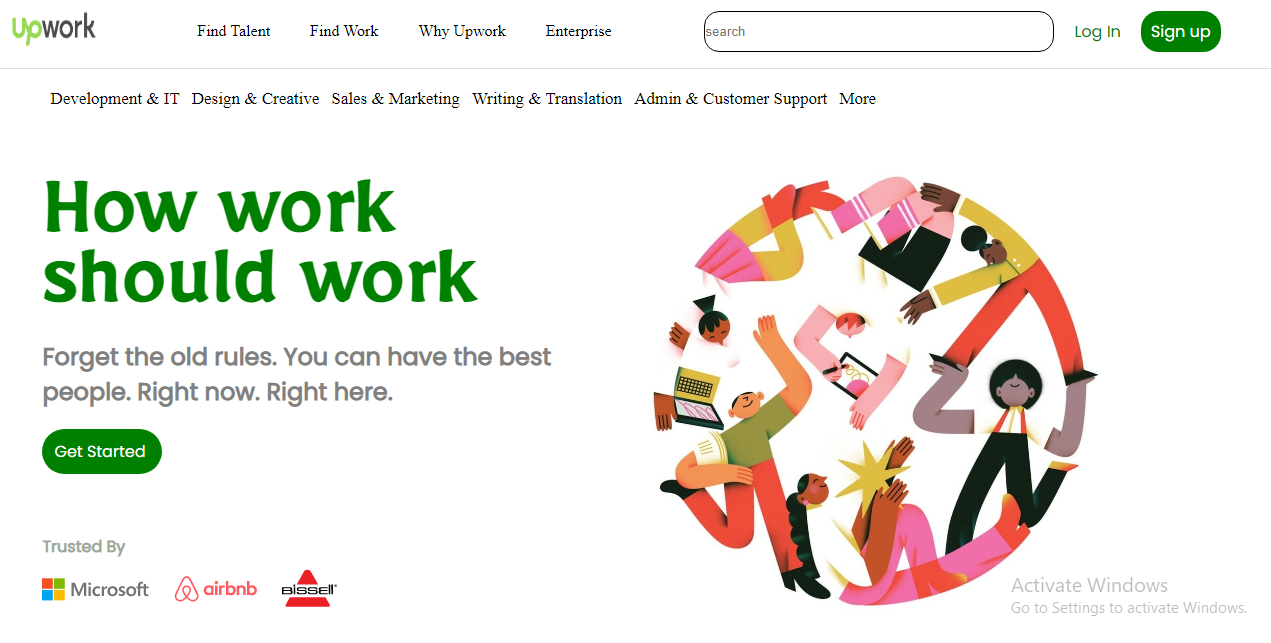 Upwork
Find Talent Find Work Why Upwork Enterprise search Log In Sign up
Development & IT Design & Creative Sales & Marketing Writing & Translation Admin & Customer Support More
How work
should work
Forget the old rules. You can have the best
people. Right now. Right here.
Get Started
Trusted By
Microsoft airbnb BISSELL
Activate Windows
Go to Settings to activate Windows.